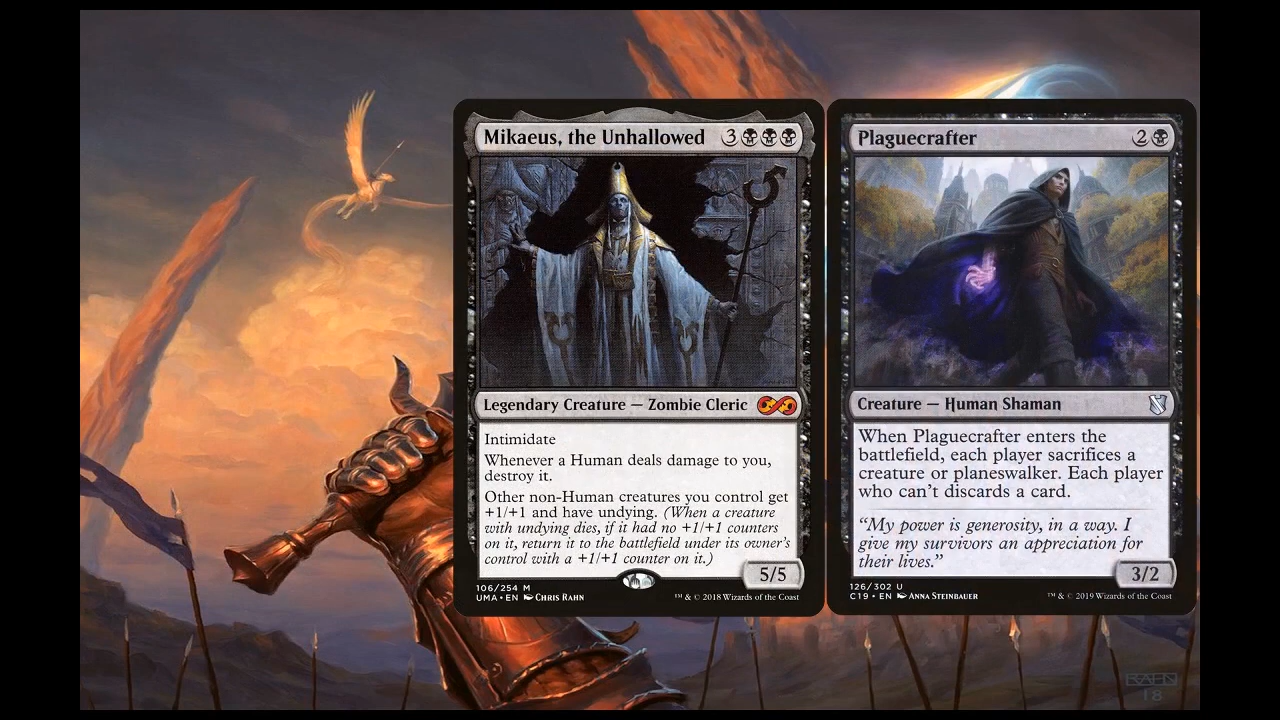 Mikaeus, the Unhallowed 3
Legendary Creature — Zombie Cleric
Intimidate
Whenever a Human deals damage to you,
destroy it.
Other non-Human creatures you control get
+1/+1 and have undying. (When a creature
with undying dies, if it had no +1/+1 counters
on it, return it to the battlefield under its owner's
control with a +1/+1 counter on it.)
5/5
106/254 M
UMA • EN CHRIS RAHN
™ & © 2018 Wizards of the Coast
Plaguecrafter 2
Creature — Human Shaman
When Plaguecrafter enters the
battlefield, each player sacrifices a
creature or planeswalker. Each player
who can't discards a card.
"My power is generosity, in a way. I
give my survivors an appreciation for
their lives."
3/2
126/302 U
C19 • EN ANNA STEINBAUER
™ & © 2019 Wizards of the Coast
RAHN
18